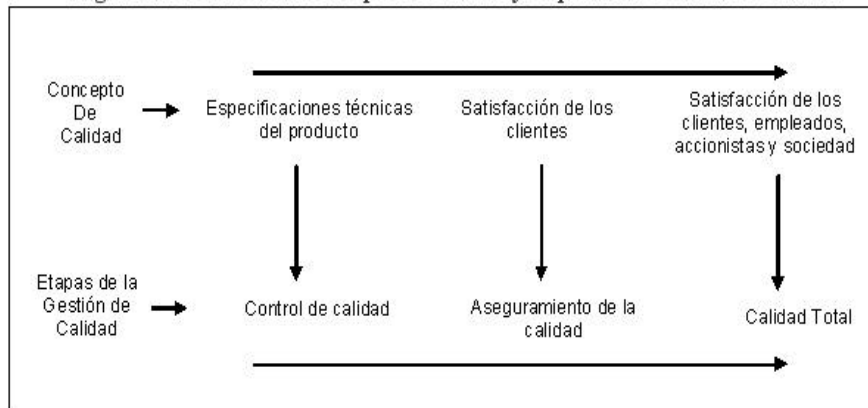 Concepto
De
Calidad
Especificaciones técnicas
del producto
Satisfacción de los
clientes
Satisfacción de los
clientes, empleados,
accionistas y sociedad
Etapas de la
Gestión de
Calidad
Control de calidad
Aseguramiento de la
calidad
Calidad Total